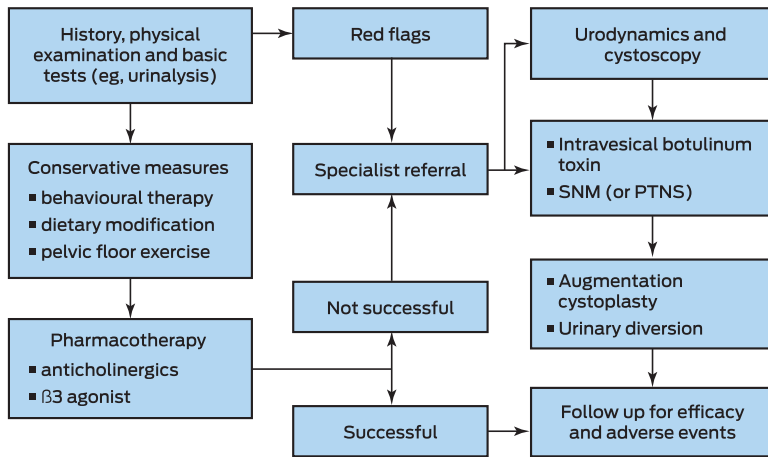 History, physical
examination and basic
tests (eg, urinalysis)
Red flags
Urodynamics and
cystoscopy
Conservative measures
▪ behavioural therapy
▪ dietary modification
▪ pelvic floor exercise
Specialist referral
▪ Intravesical botulinum
toxin
▪ SNM (or PTNS)
Not successful
▪ Augmentation
cystoplasty
▪ Urinary diversion
Pharmacotherapy
▪ anticholinergics
▪ ß3 agonist
Successful
Follow up for efficacy
and adverse events